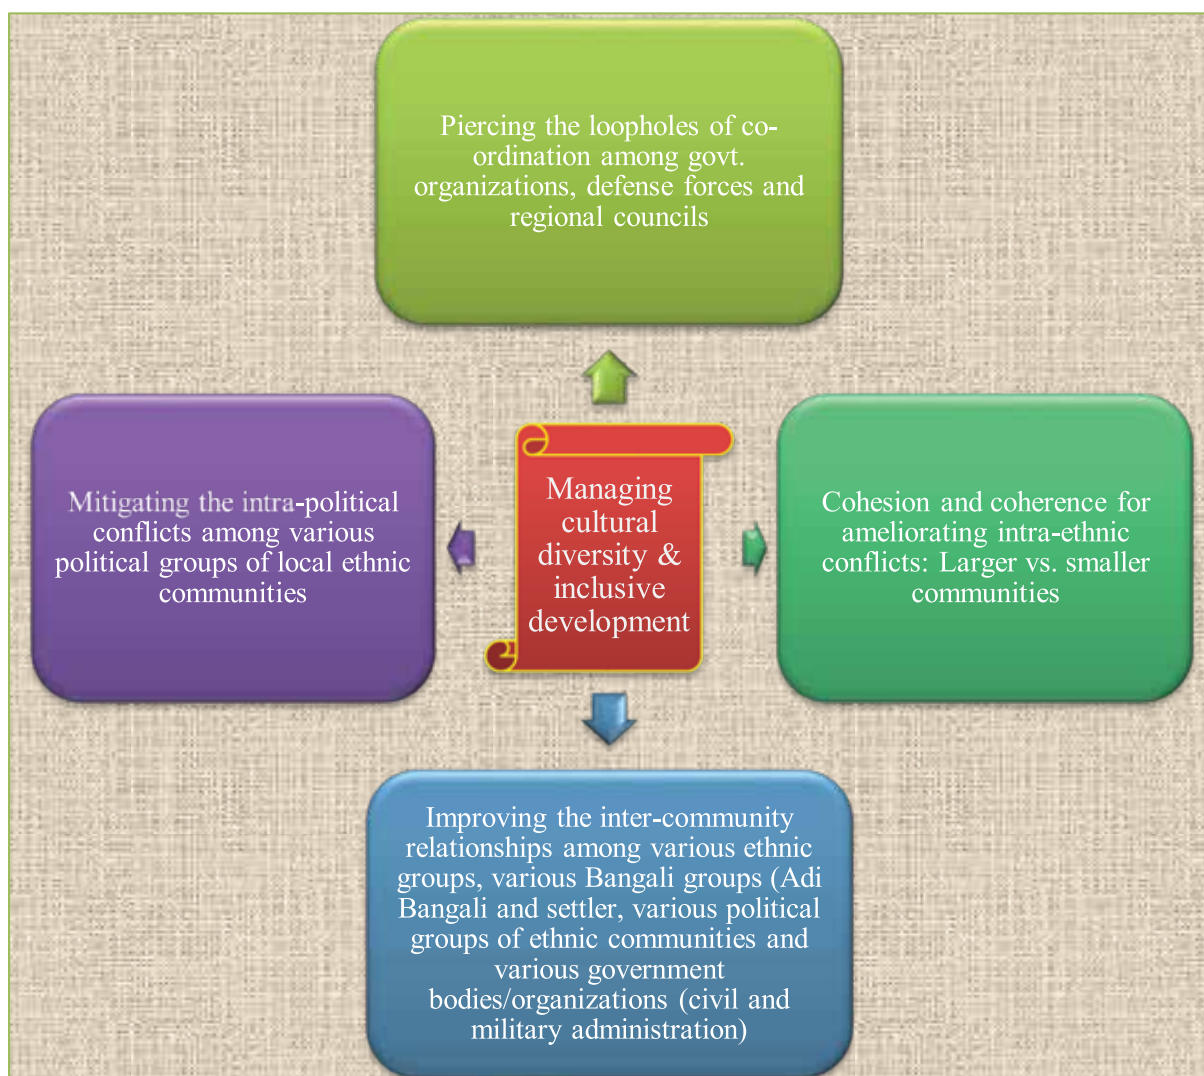 Piercing the loopholes of co-
ordination among govt.
organizations, defense forces and
regional councils
Mitigating the intra-political
conflicts among various
political groups of local ethnic
communities
Managing
cultural
diversity &
inclusive
development
Cohesion and coherence for
ameliorating intra-ethnic
conflicts: Larger vs. smaller
communities
Improving the inter-community
relationships among various ethnic
groups, various Bangali groups (Adi
Bangali and settler, various political
groups of ethnic communities and
various government
bodies/organizations (civil and
military administration)